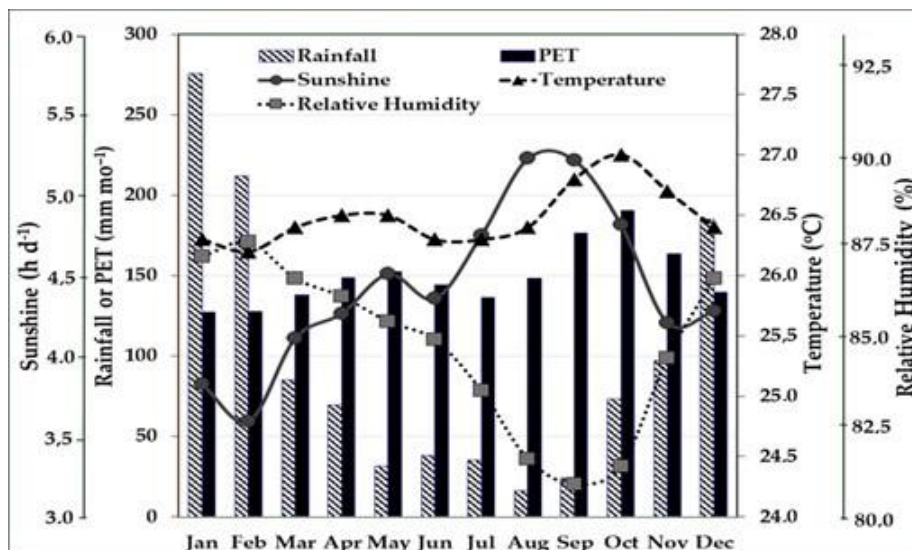 Rainfall
PET
Sunshine
Temperature
Relative Humidity
Sunshine (h d⁻¹)
6.0
5.5
5.0
4.5
4.0
3.5
3.0
Rainfall or PET (mm mo⁻¹)
300
250
200
150
100
50
0
28.0
27.5
27.0
26.5
26.0
25.5
25.0
24.5
24.0
Temperature (ºC)
92,5
90.0
87.5
85.0
82.5
80.0
Relative Humidity (%)
Jan Feb Mar Apr May Jun Jul Aug Sep Oct Nov Dec